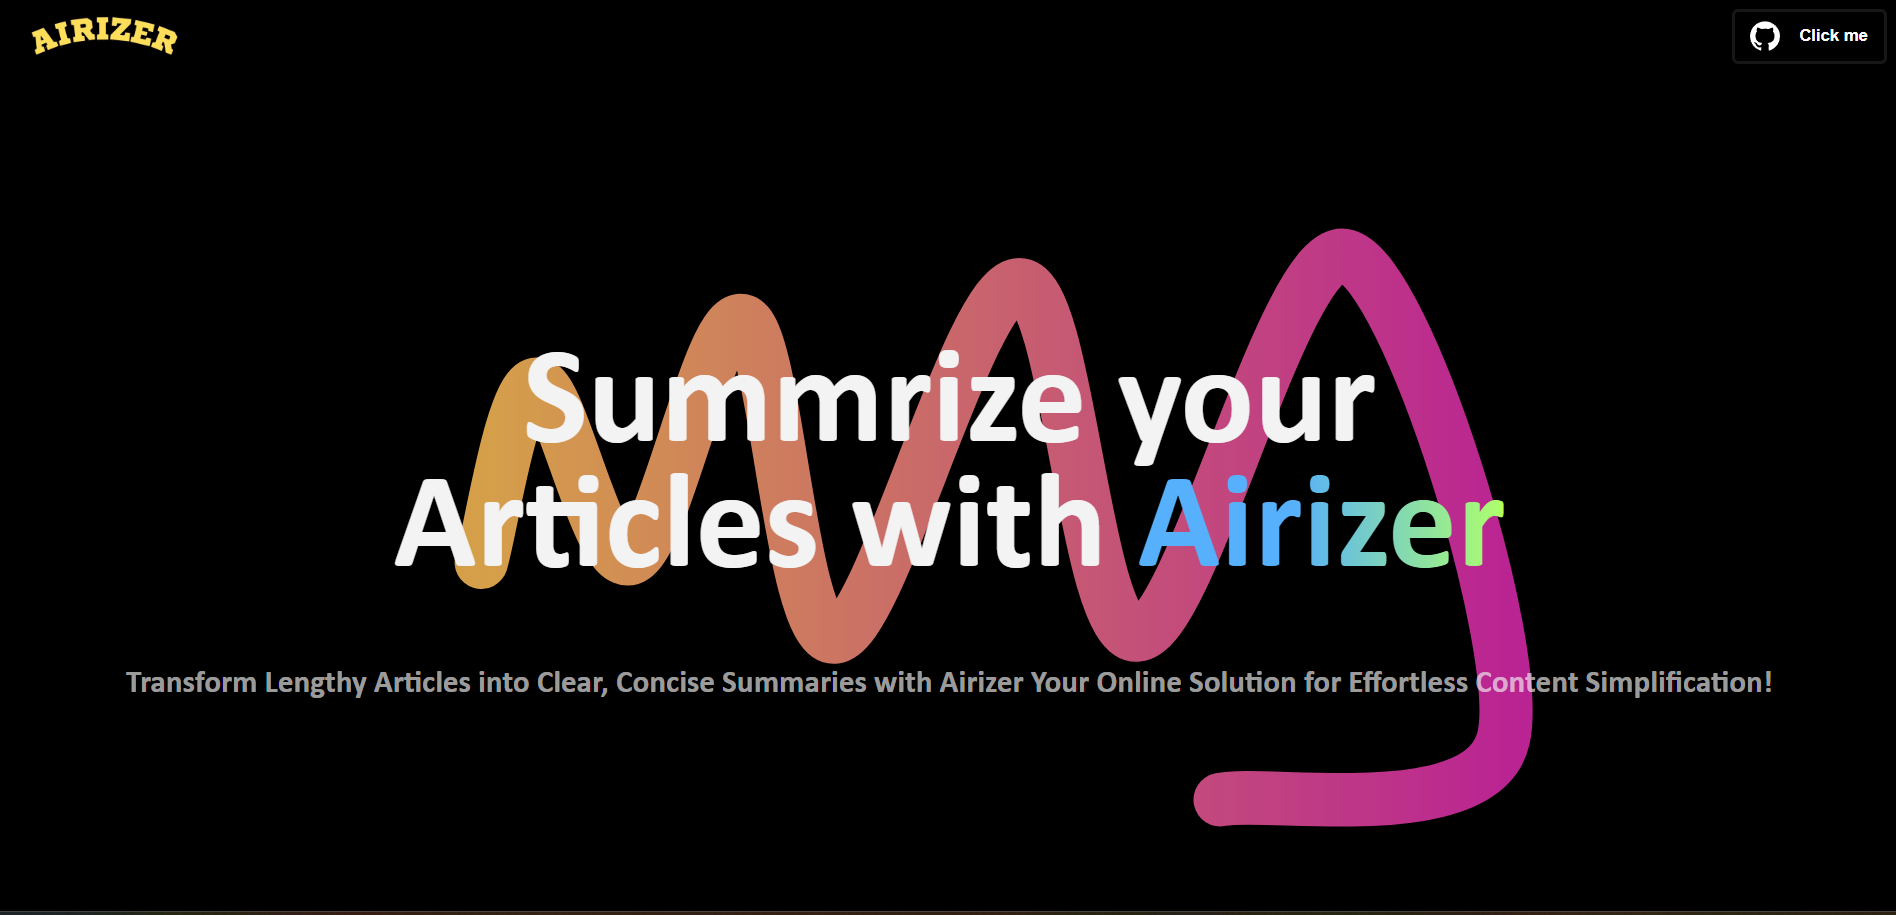 AIRIZER
Click me
Summrize your
Articles with Airizer
Transform Lengthy Articles into Clear, Concise Summaries with Airizer Your Online Solution for Effortless Content Simplification!